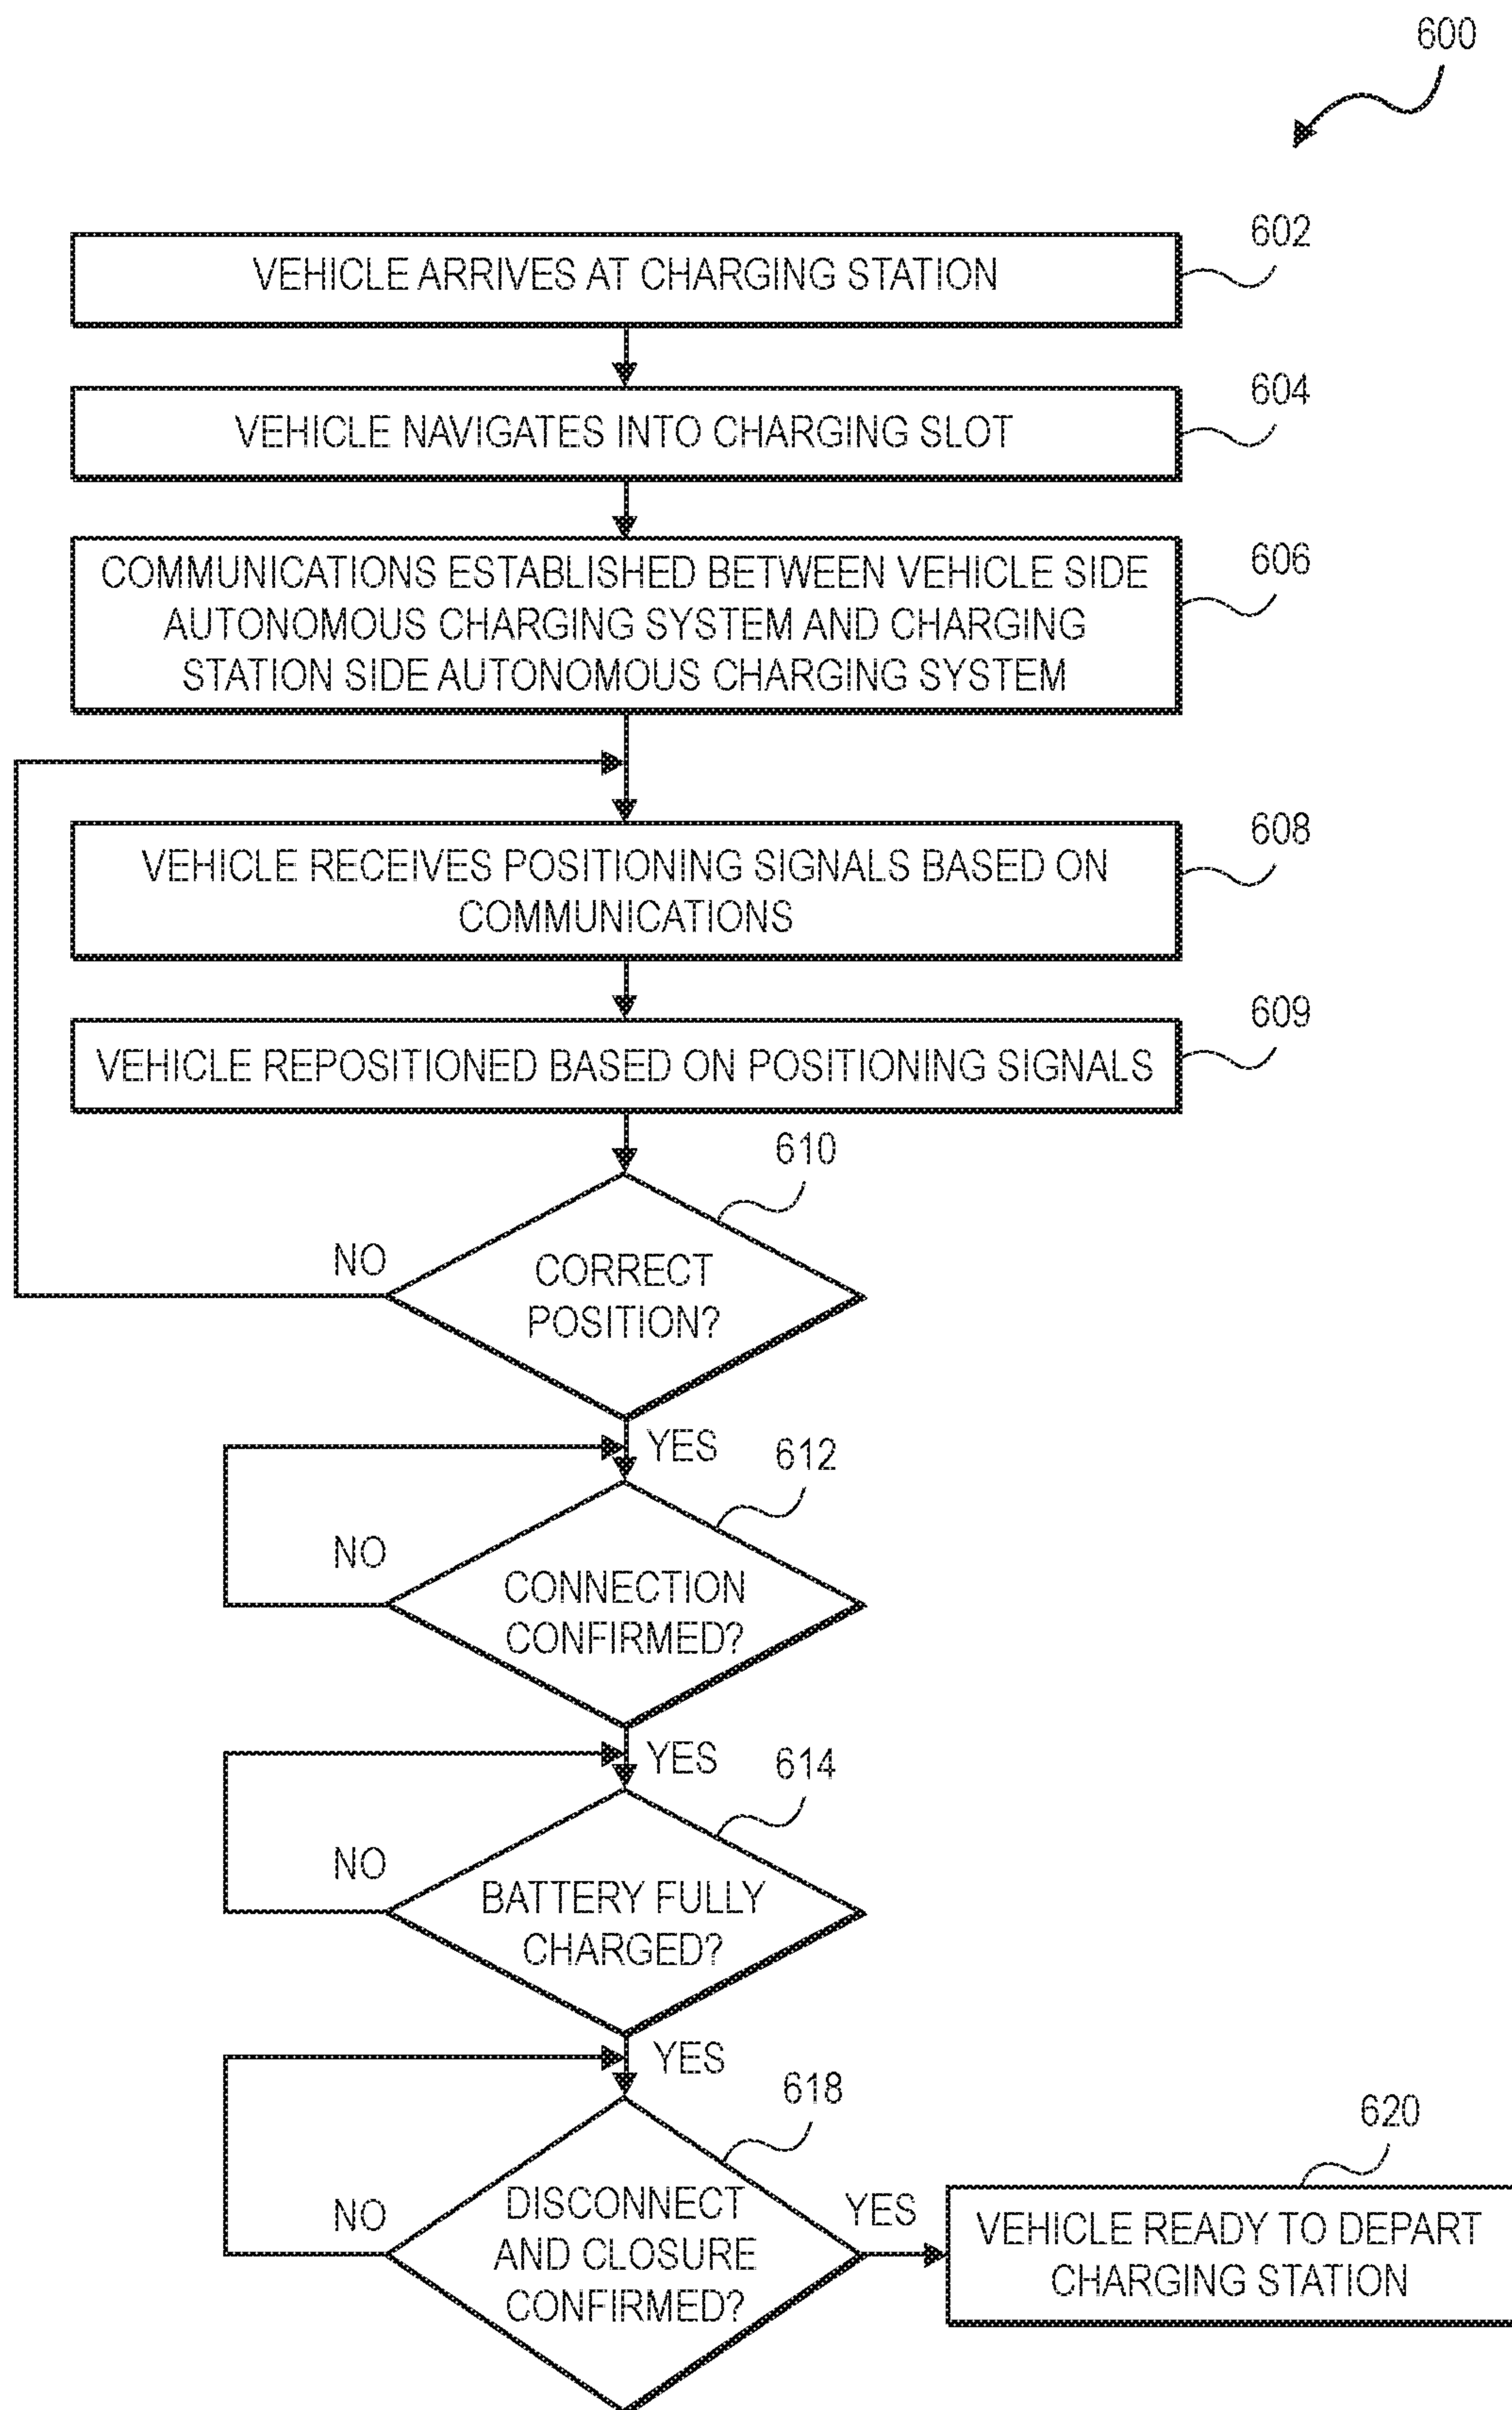 600
602
VEHICLE ARRIVES AT CHARGING STATION
604
VEHICLE NAVIGATES INTO CHARGING SLOT
606
COMMUNICATIONS ESTABLISHED BETWEEN VEHICLE SIDE
AUTONOMOUS CHARGING SYSTEM AND CHARGING
STATION SIDE AUTONOMOUS CHARGING SYSTEM
608
VEHICLE RECEIVES POSITIONING SIGNALS BASED ON
COMMUNICATIONS
609
VEHICLE REPOSITIONED BASED ON POSITIONING SIGNALS
610
NO
CORRECT
POSITION?
YES
612
NO
CONNECTION
CONFIRMED?
YES
614
NO
BATTERY FULLY
CHARGED?
YES
618
NO
DISCONNECT
AND CLOSURE
CONFIRMED?
YES
620
VEHICLE READY TO DEPART
CHARGING STATION